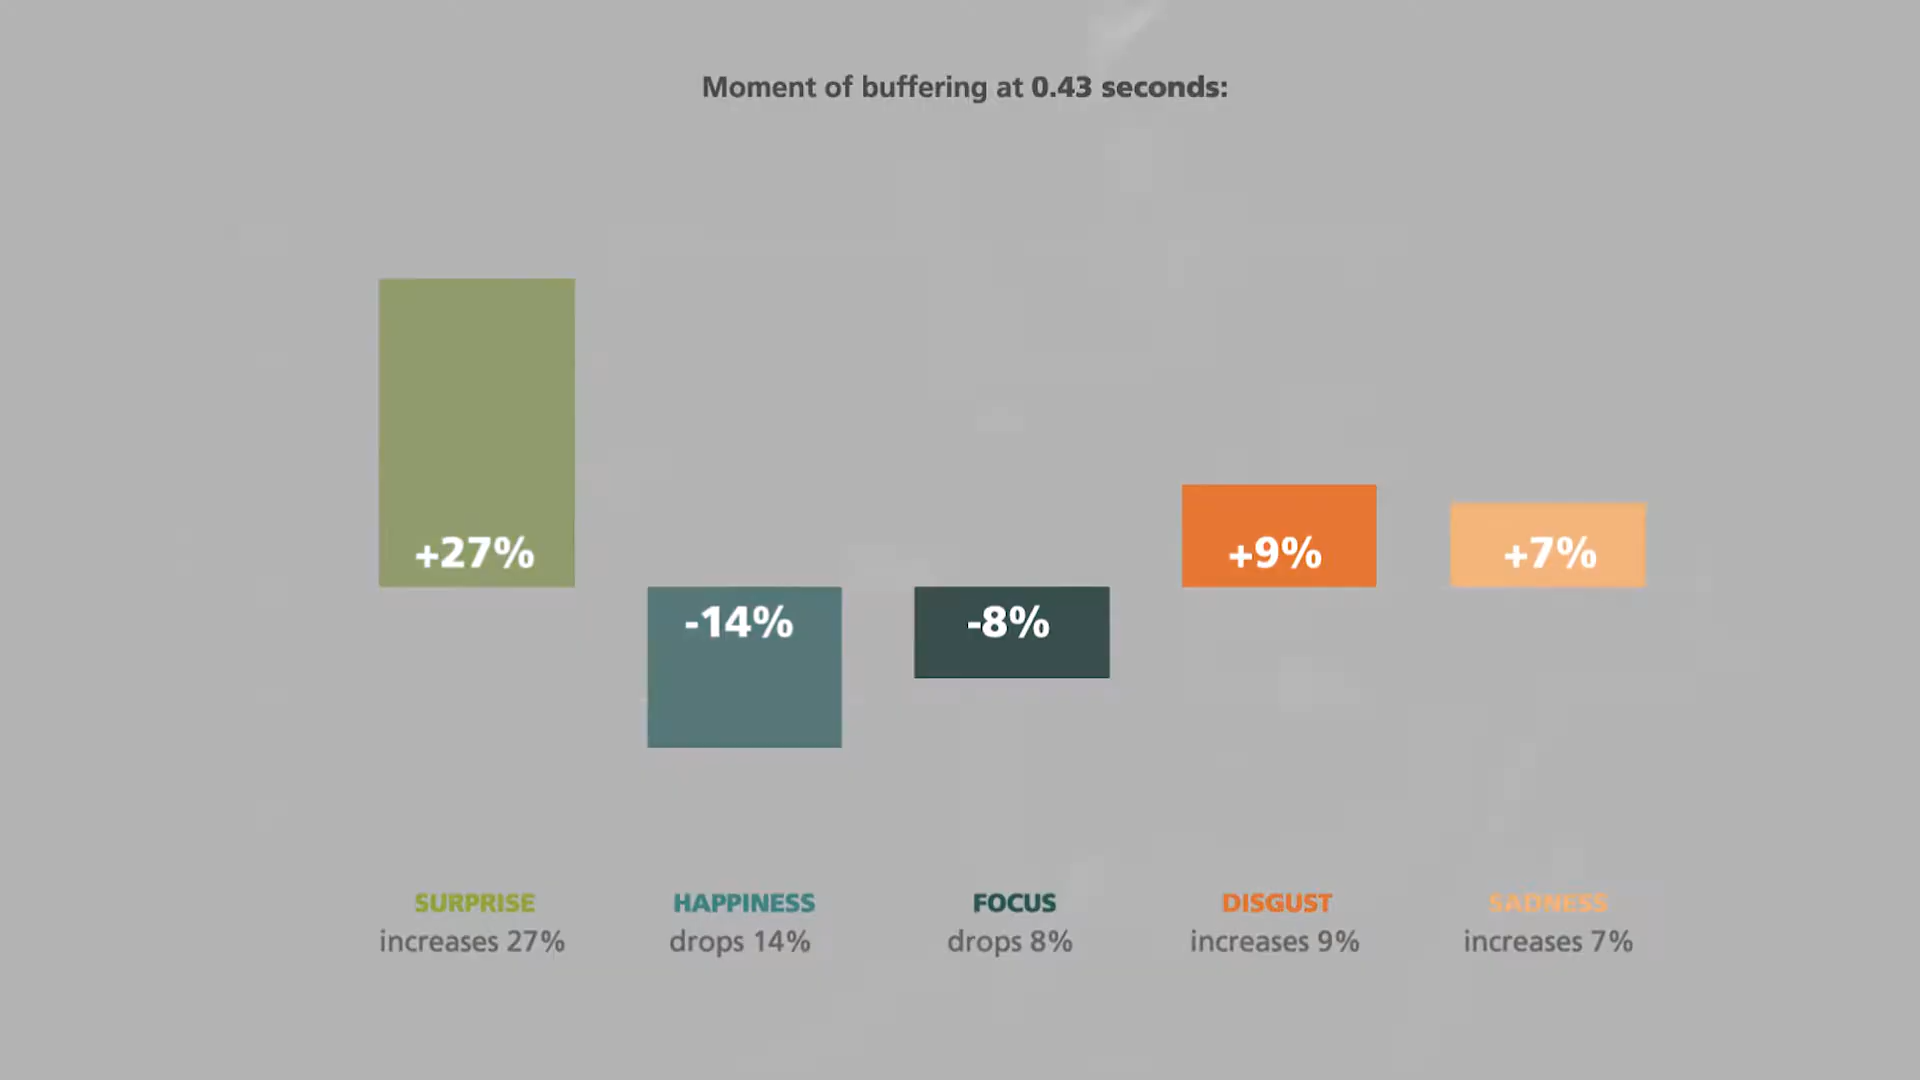 Moment of buffering at 0.43 seconds:
+27%
-14%
-8%
+9%
+7%
SURPRISE
increases 27%
HAPPINESS
drops 14%
FOCUS
drops 8%
DISGUST
increases 9%
SADNESS
increases 7%